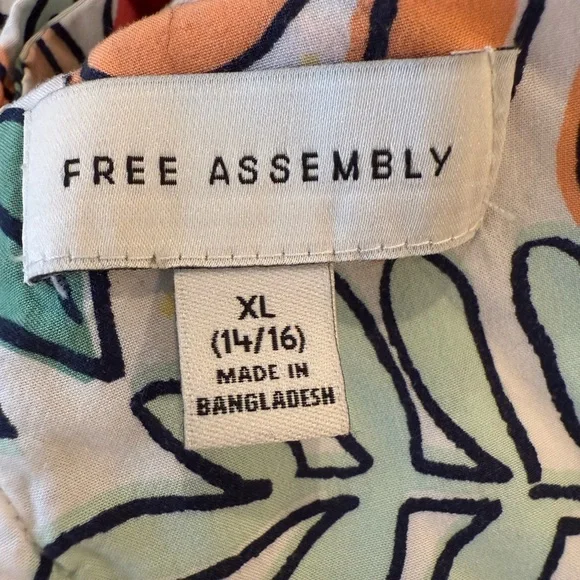 FREE ASSEMBLY
XL
(14/16)
MADE IN
BANGLADESH